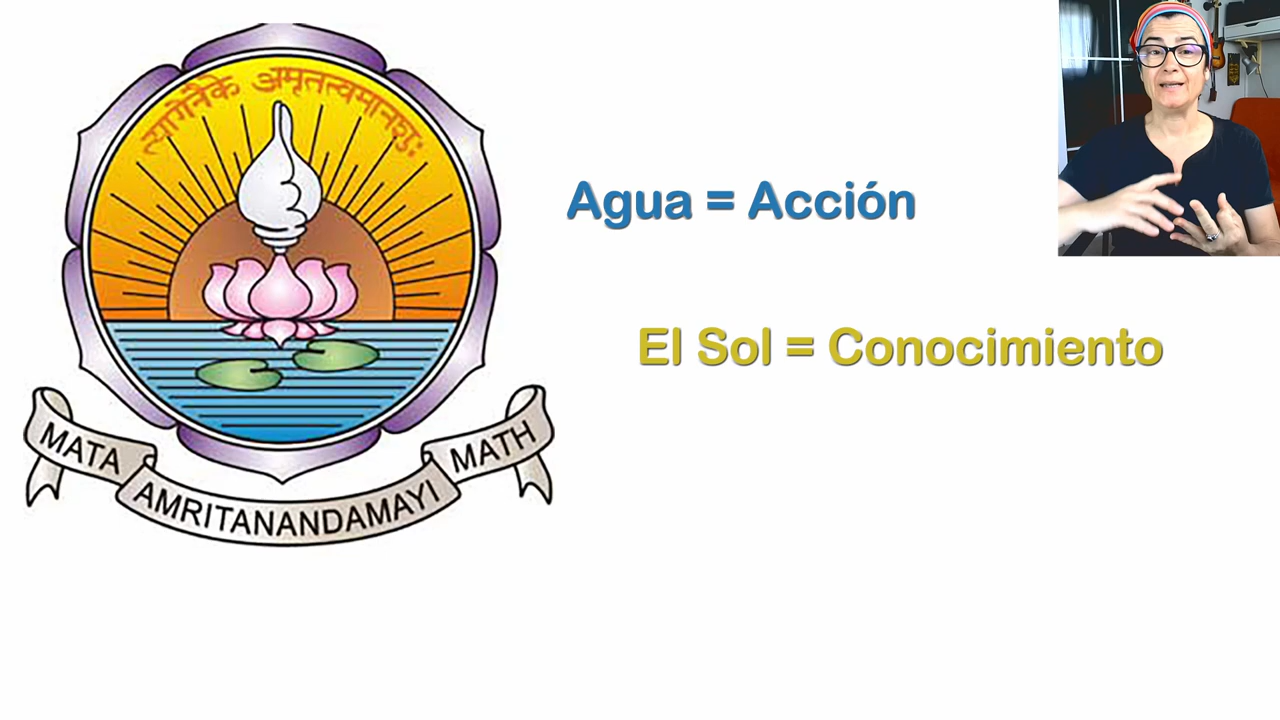 त्यागेनैके अमृतत्वमानशुः
Agua = Acción
El Sol = Conocimiento
MATA AMRITANANDAMAYI MATH